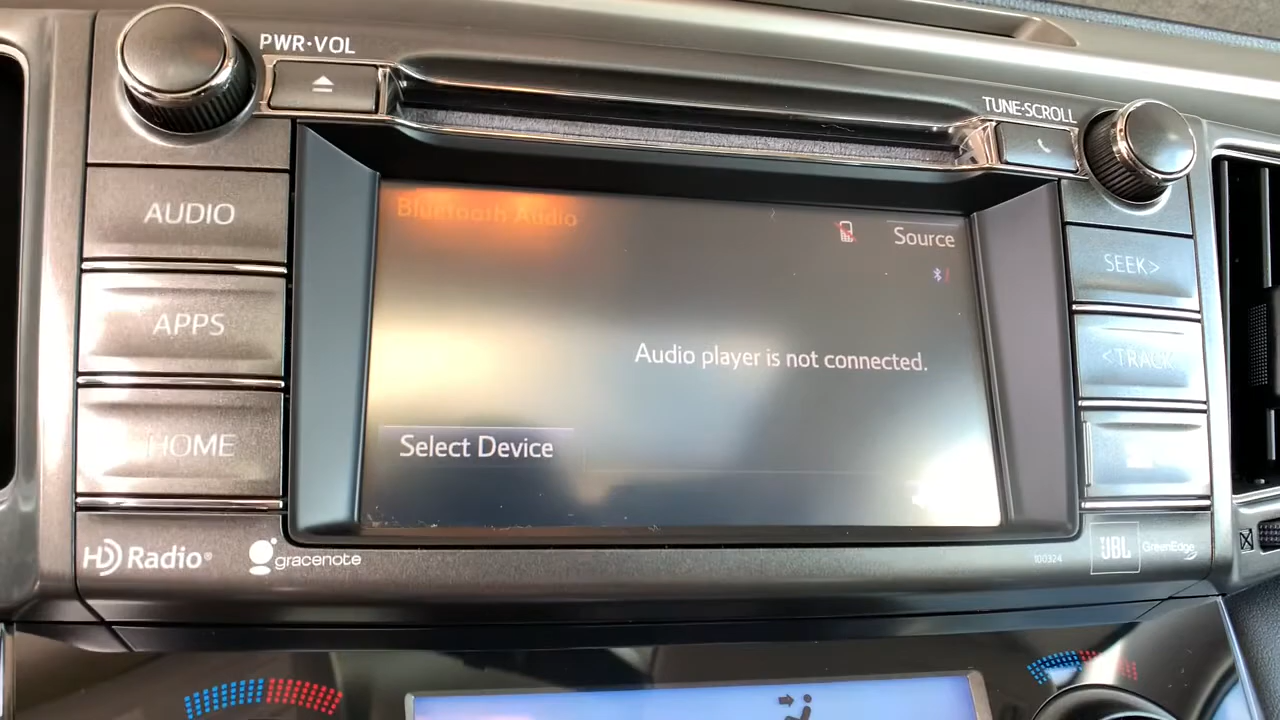 PWR·VOL
TUNE·SCROLL
AUDIO
APPS
HOME
Bluetooth Audio
Source
Audio player is not connected.
Select Device
SEEK>
<TRACK
HD Radio®
gracenote
100324
JBL
GreenEdge